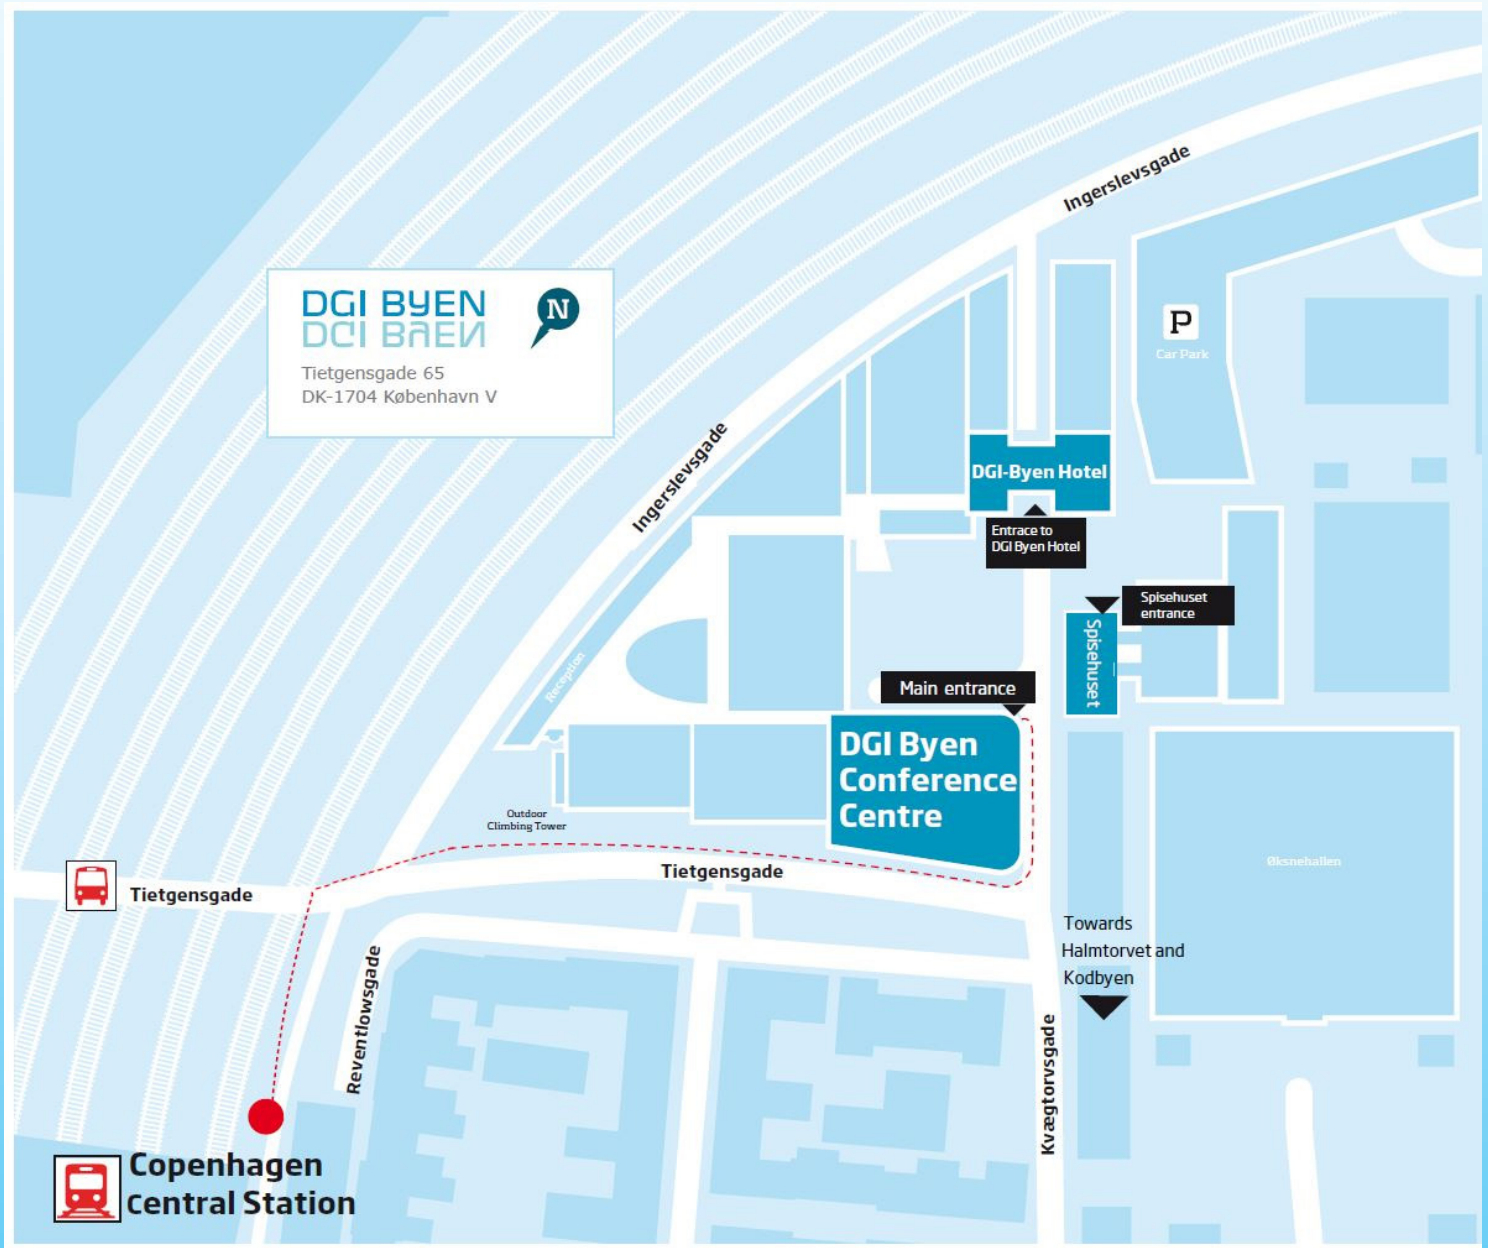 Ingerslevsgade
DGI BYEN
DGI BYEN
N
Tietgensgade 65
DK-1704 København V
P
Car Park
Ingerslevsgade
DGI-Byen Hotel
Entrace to
DGI Byen Hotel
Spisehuset
entrance
Spisehuset
Reception
Main entrance
DGI Byen
Conference
Centre
Outdoor
Climbing Tower
Øksnehallen
Tietgensgade
Tietgensgade
Towards
Halmtorvet and
Kodbyen
Reventlowsgade
Kvægtorvsgade
Copenhagen
Central Station